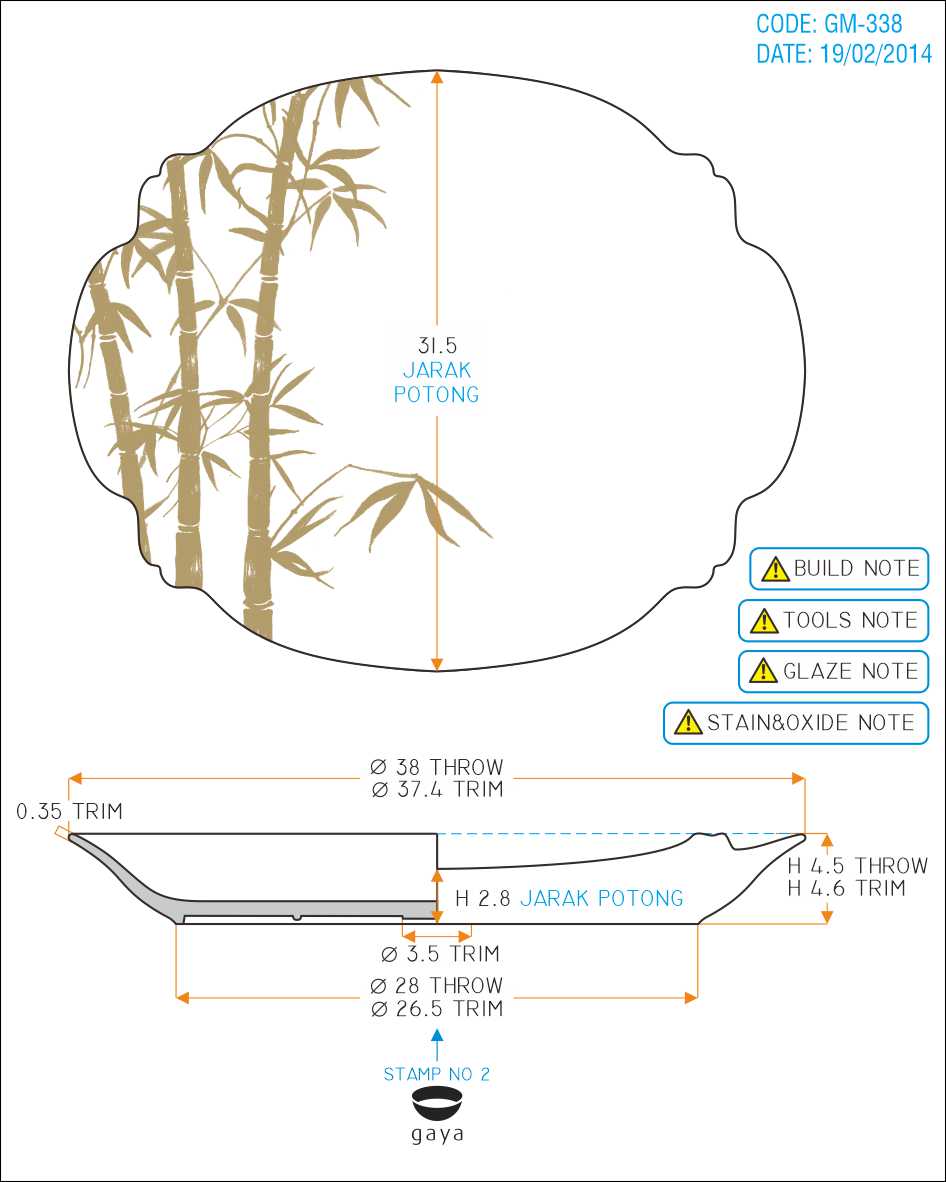 CODE: GM-338
DATE: 19/02/2014
31.5
JARAK
POTONG
BUILD NOTE
TOOLS NOTE
GLAZE NOTE
STAIN&OXIDE NOTE
Ø 38 THROW
Ø 37.4 TRIM
0.35 TRIM
H 4.5 THROW
H 4.6 TRIM
H 2.8 JARAK POTONG
Ø 3.5 TRIM
Ø 28 THROW
Ø 26.5 TRIM
STAMP NO 2
gaya